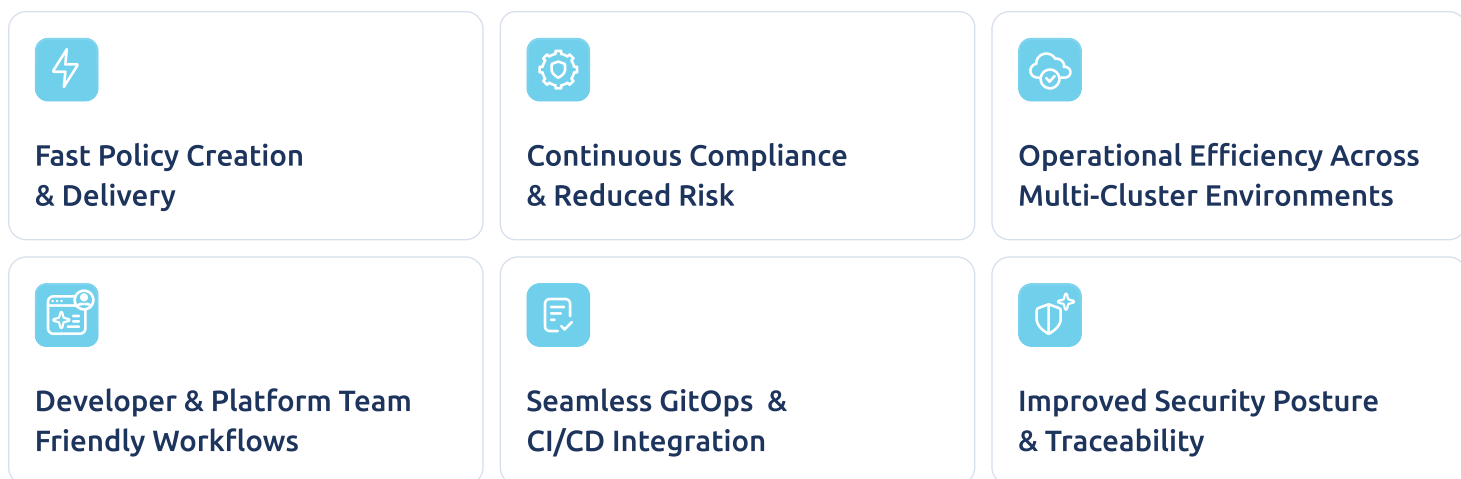 Fast Policy Creation
& Delivery
Continuous Compliance
& Reduced Risk
Operational Efficiency Across
Multi-Cluster Environments
Developer & Platform Team
Friendly Workflows
Seamless GitOps  &
CI/CD Integration
Improved Security Posture
& Traceability